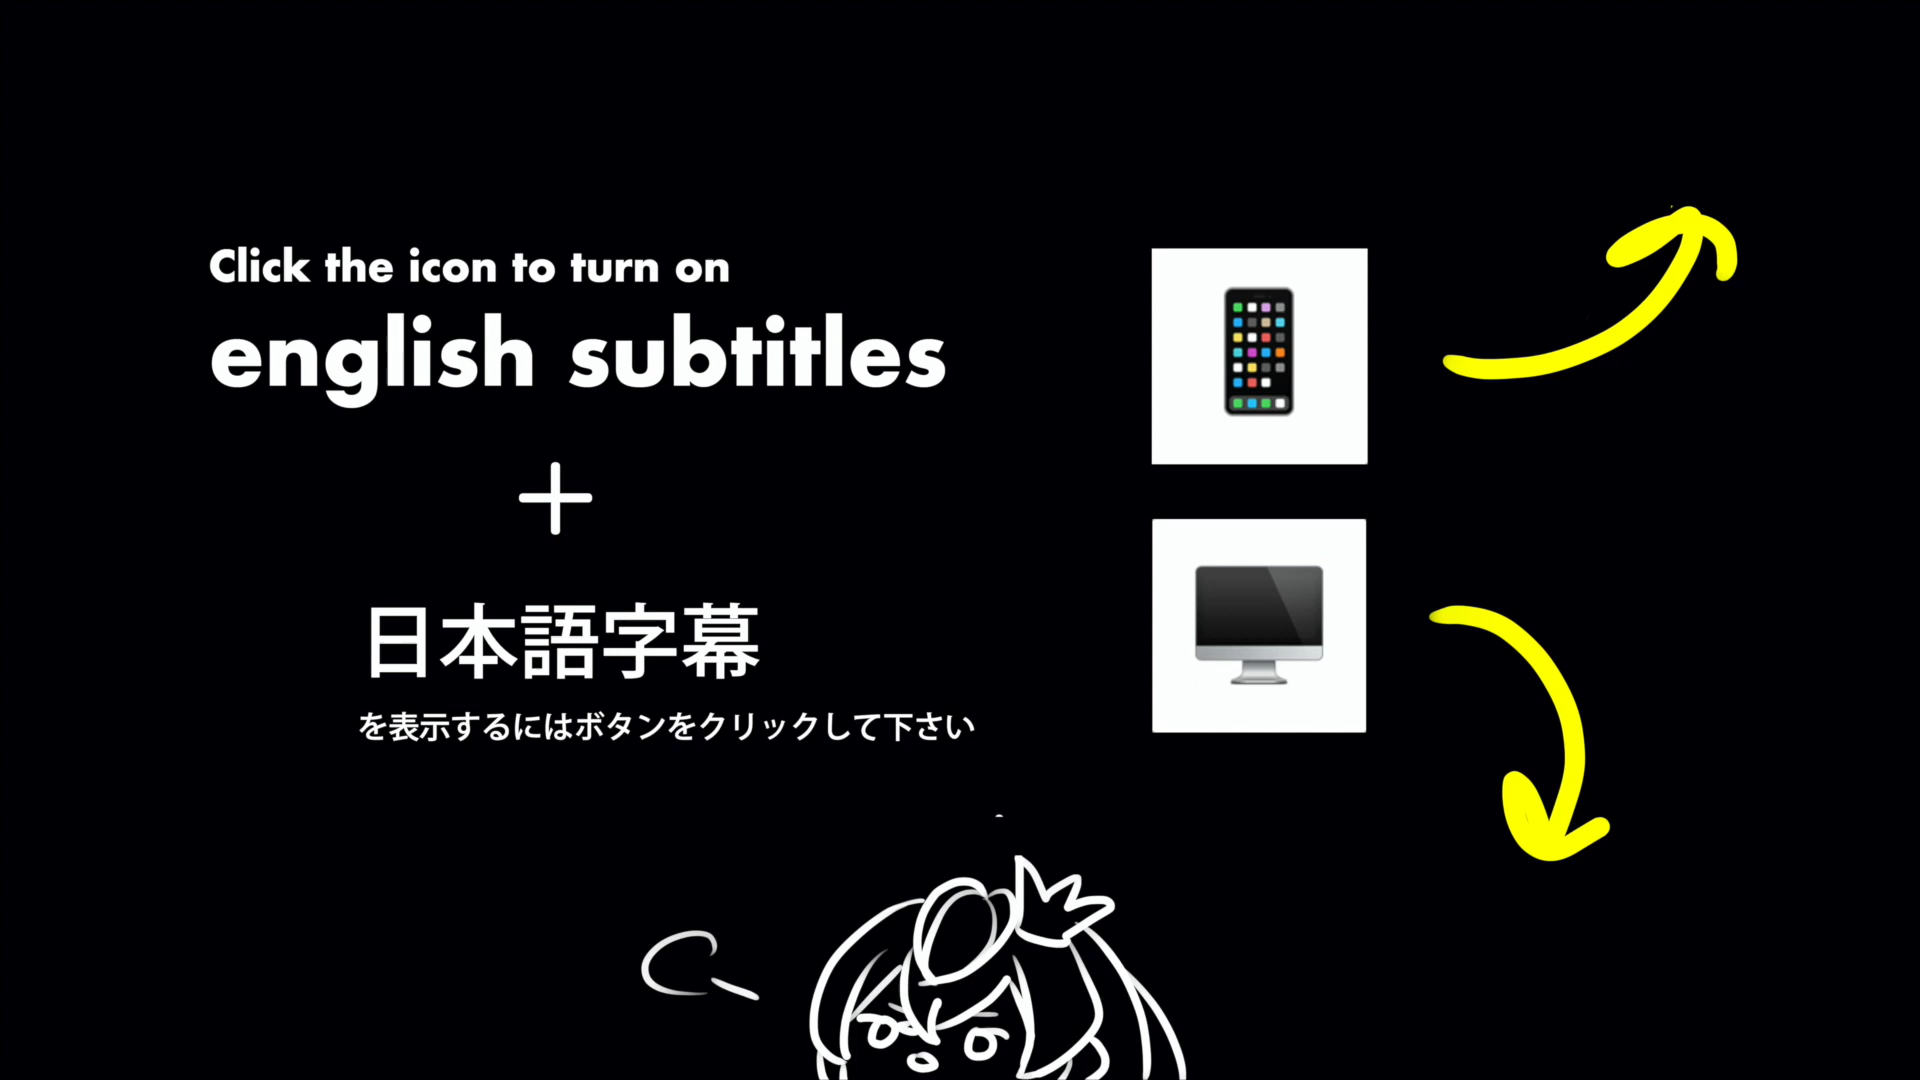 Click the icon to turn on
english subtitles
+
日本語字幕
を表示するにはボタンをクリックして下さい